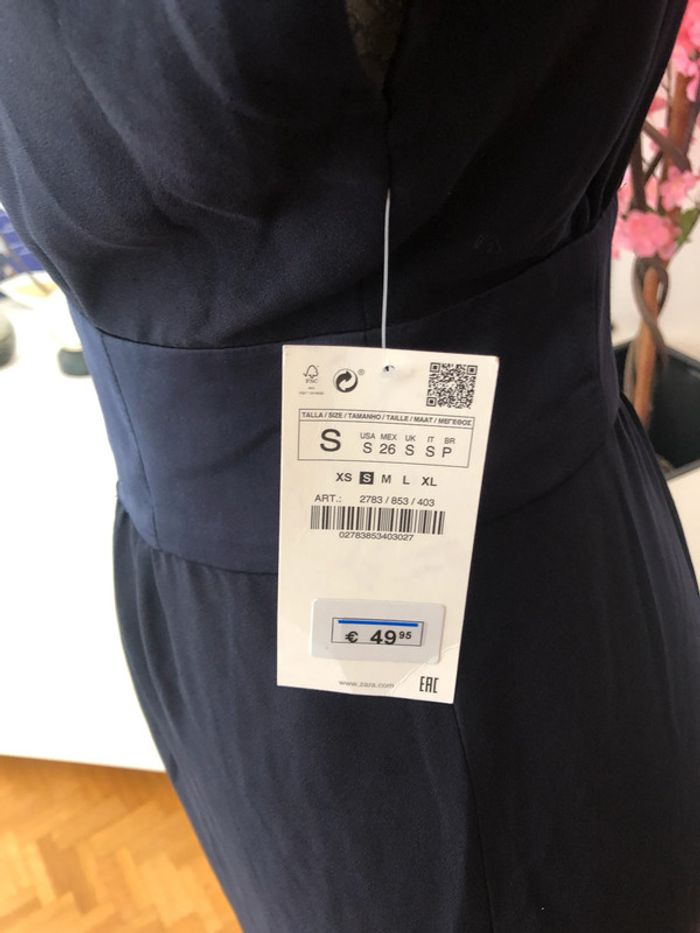 FSC
TALLA / SIZE / TAMANHO / TAILLE / MAAT / ΜΕΓΕΘΟΣ
S
USA MEX UK IT BR
S 26 S S P
XS S M L XL
ART.: 2783 / 853 / 403
02783853403027
€ 49 95
www.zara.com
EAC